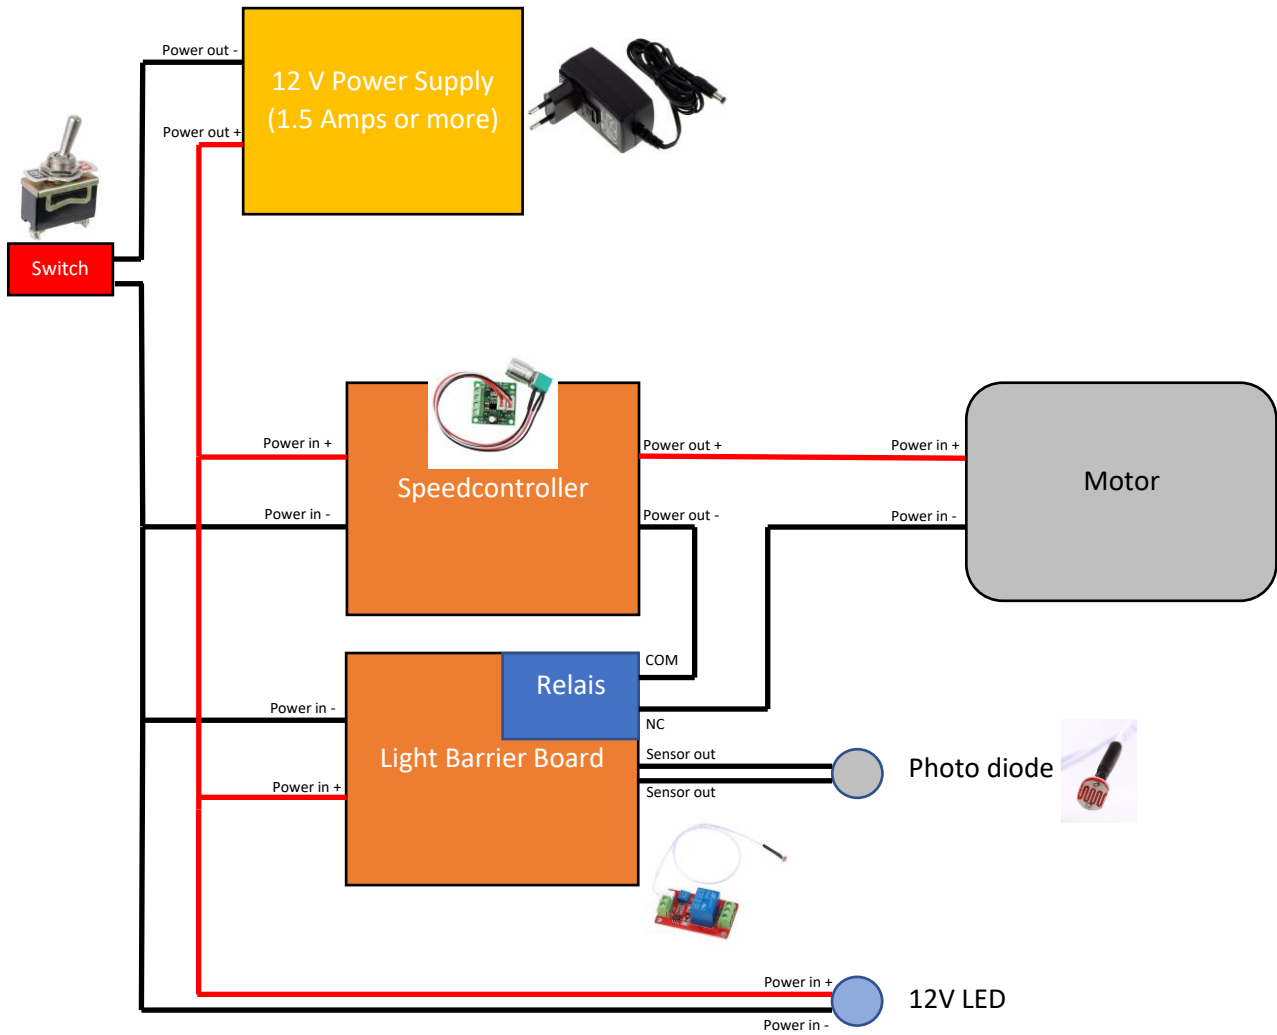 Power out -
12 V Power Supply
(1.5 Amps or more)
Power out +
Switch
Power in +
Speedcontroller
Power out +
Power in +
Motor
Power in -
Power out -
Power in -
COM
Relais
Power in -
NC
Light Barrier Board
Sensor out
Photo diode
Power in +
Sensor out
Power in +
12V LED
Power in -